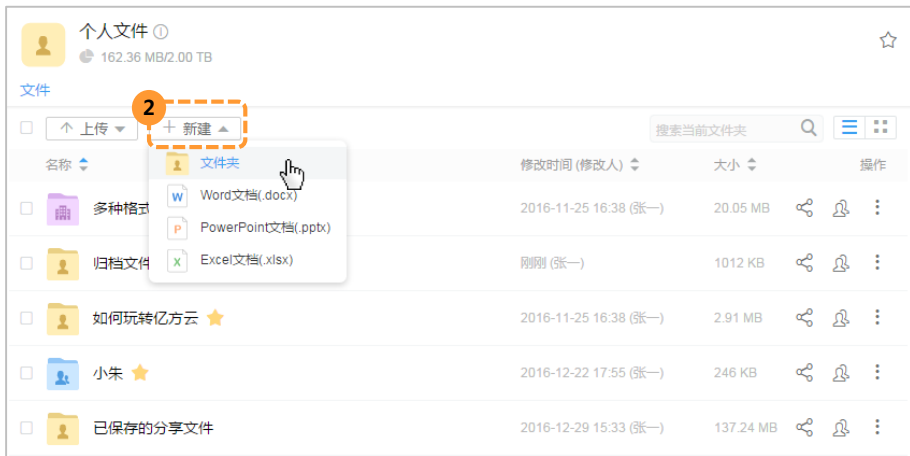 个人文件
162.36 MB/2.00 TB
文件
2
上传
新建
搜索当前文件夹
名称
修改时间 (修改人)
大小
操作
文件夹
W Word文档(.docx)
P PowerPoint文档(.pptx)
X Excel文档(.xlsx)
多种格式
2016-11-25 16:38 (张一)
20.05 MB
归档文件
刚刚 (张一)
1012 KB
如何玩转亿方云
2016-11-25 16:38 (张一)
2.91 MB
小朱
2016-12-22 17:55 (张一)
246 KB
已保存的分享文件
2016-12-29 15:33 (张一)
137.24 MB